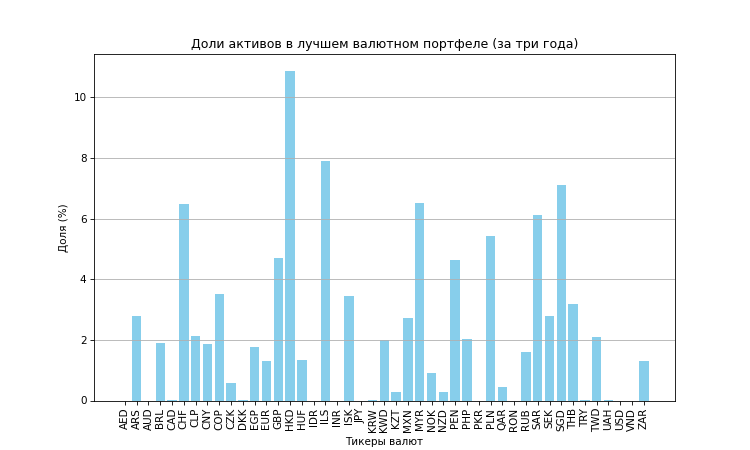 Доли активов в лучшем валютном портфеле (за три года)
Доля (%)
10
8
6
4
2
0
AED ARS AUD BRL CAD CHF CLP CNY COP CZK DKK EGP EUR GBP HKD HUF IDR ILS INR ISK JPY KRW KWD KZT MXN MYR NOK NZD PEN PHP PKR PLN QAR RON RUB SAR SEK SGD THB TRY TWD UAH USD VND ZAR
Тикеры валют